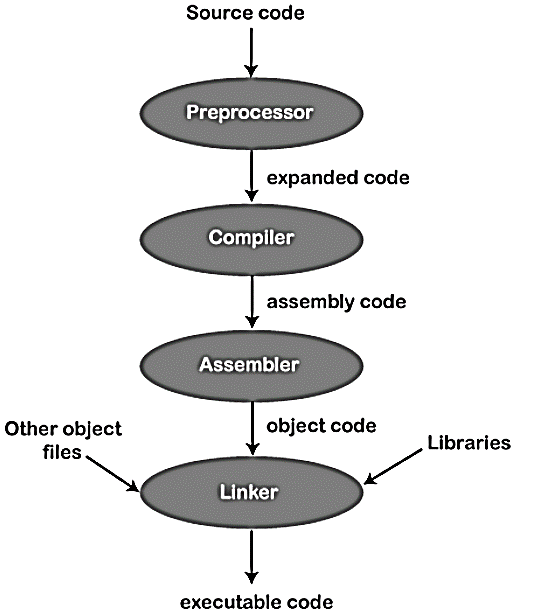 Source code
Preprocessor
expanded code
Compiler
assembly code
Assembler
object code
Other object
files
Libraries
Linker
executable code